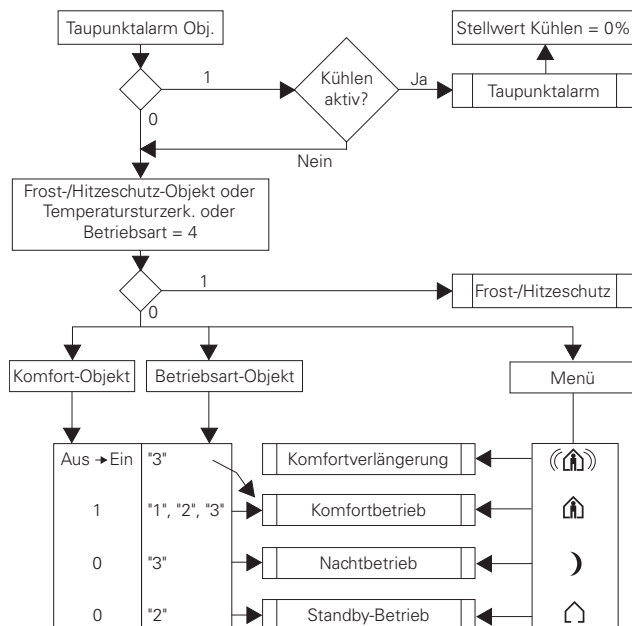 Taupunktalarm Obj.
Stellwert Kühlen = 0%
1
Kühlen
aktiv?
Ja
Taupunktalarm
0
Nein
Frost-/Hitzeschutz-Objekt oder
Temperatursturzerk. oder
Betriebsart = 4
1
Frost-/Hitzeschutz
0
Komfort-Objekt
Betriebsart-Objekt
Menü
Aus → Ein "3" Komfortverlängerung
1 "1", "2", "3" Komfortbetrieb
0 "3" Nachtbetrieb
0 "2" Standby-Betrieb